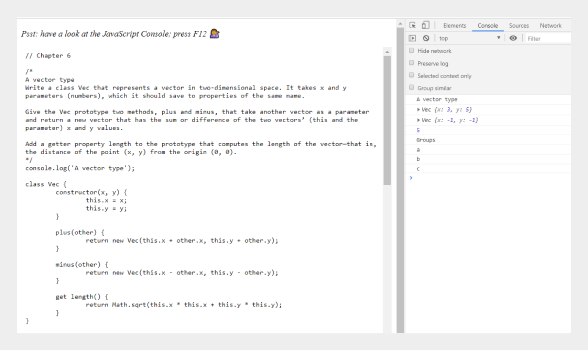 Psst: have a look at the JavaScript Console: press F12
// Chapter 6
/*
A vector type
Write a class Vec that represents a vector in two-dimensional space. It takes x and y
parameters (numbers), which it should save to properties of the same name.
Give the Vec prototype two methods, plus and minus, that take another vector as a parameter
and return a new vector that has the sum or difference of the two vectors' (this and the
parameter) x and y values.
Add a getter property length to the prototype that computes the length of the vector—that is,
the distance of the point (x, y) from the origin (0, 0).
*/
console.log('A vector type');
class Vec {
constructor(x, y) {
this.x = x;
this.y = y;
}
plus(other) {
return new Vec(this.x + other.x, this.y + other.y);
}
minus(other) {
return new Vec(this.x - other.x, this.y - other.y);
}
get length() {
return Math.sqrt(this.x * this.x + this.y * this.y);
}
}
Elements Console Sources Network
top Filter
Hide network
Preserve log
Selected context only
Group similar
A vector type
Vec {x: 3, y: 5}
Vec {x: -1, y: -1}
5
Groups
a
b
c